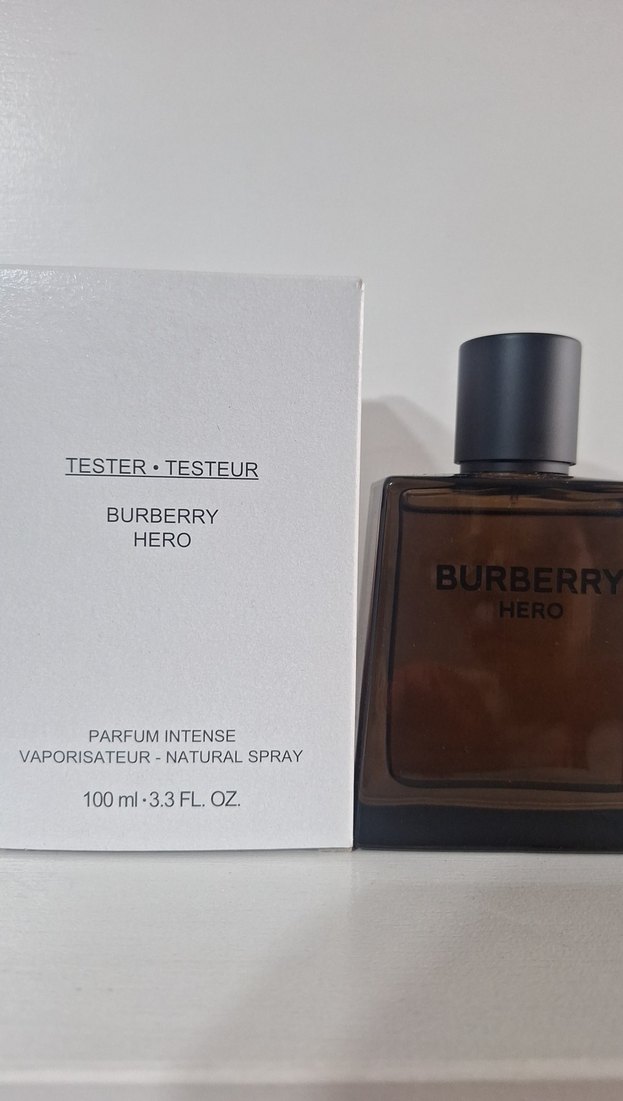 TESTER • TESTEUR
BURBERRY
HERO
PARFUM INTENSE
VAPORISATEUR - NATURAL SPRAY
100 ml • 3.3 FL. OZ.
BURBERRY
HERO